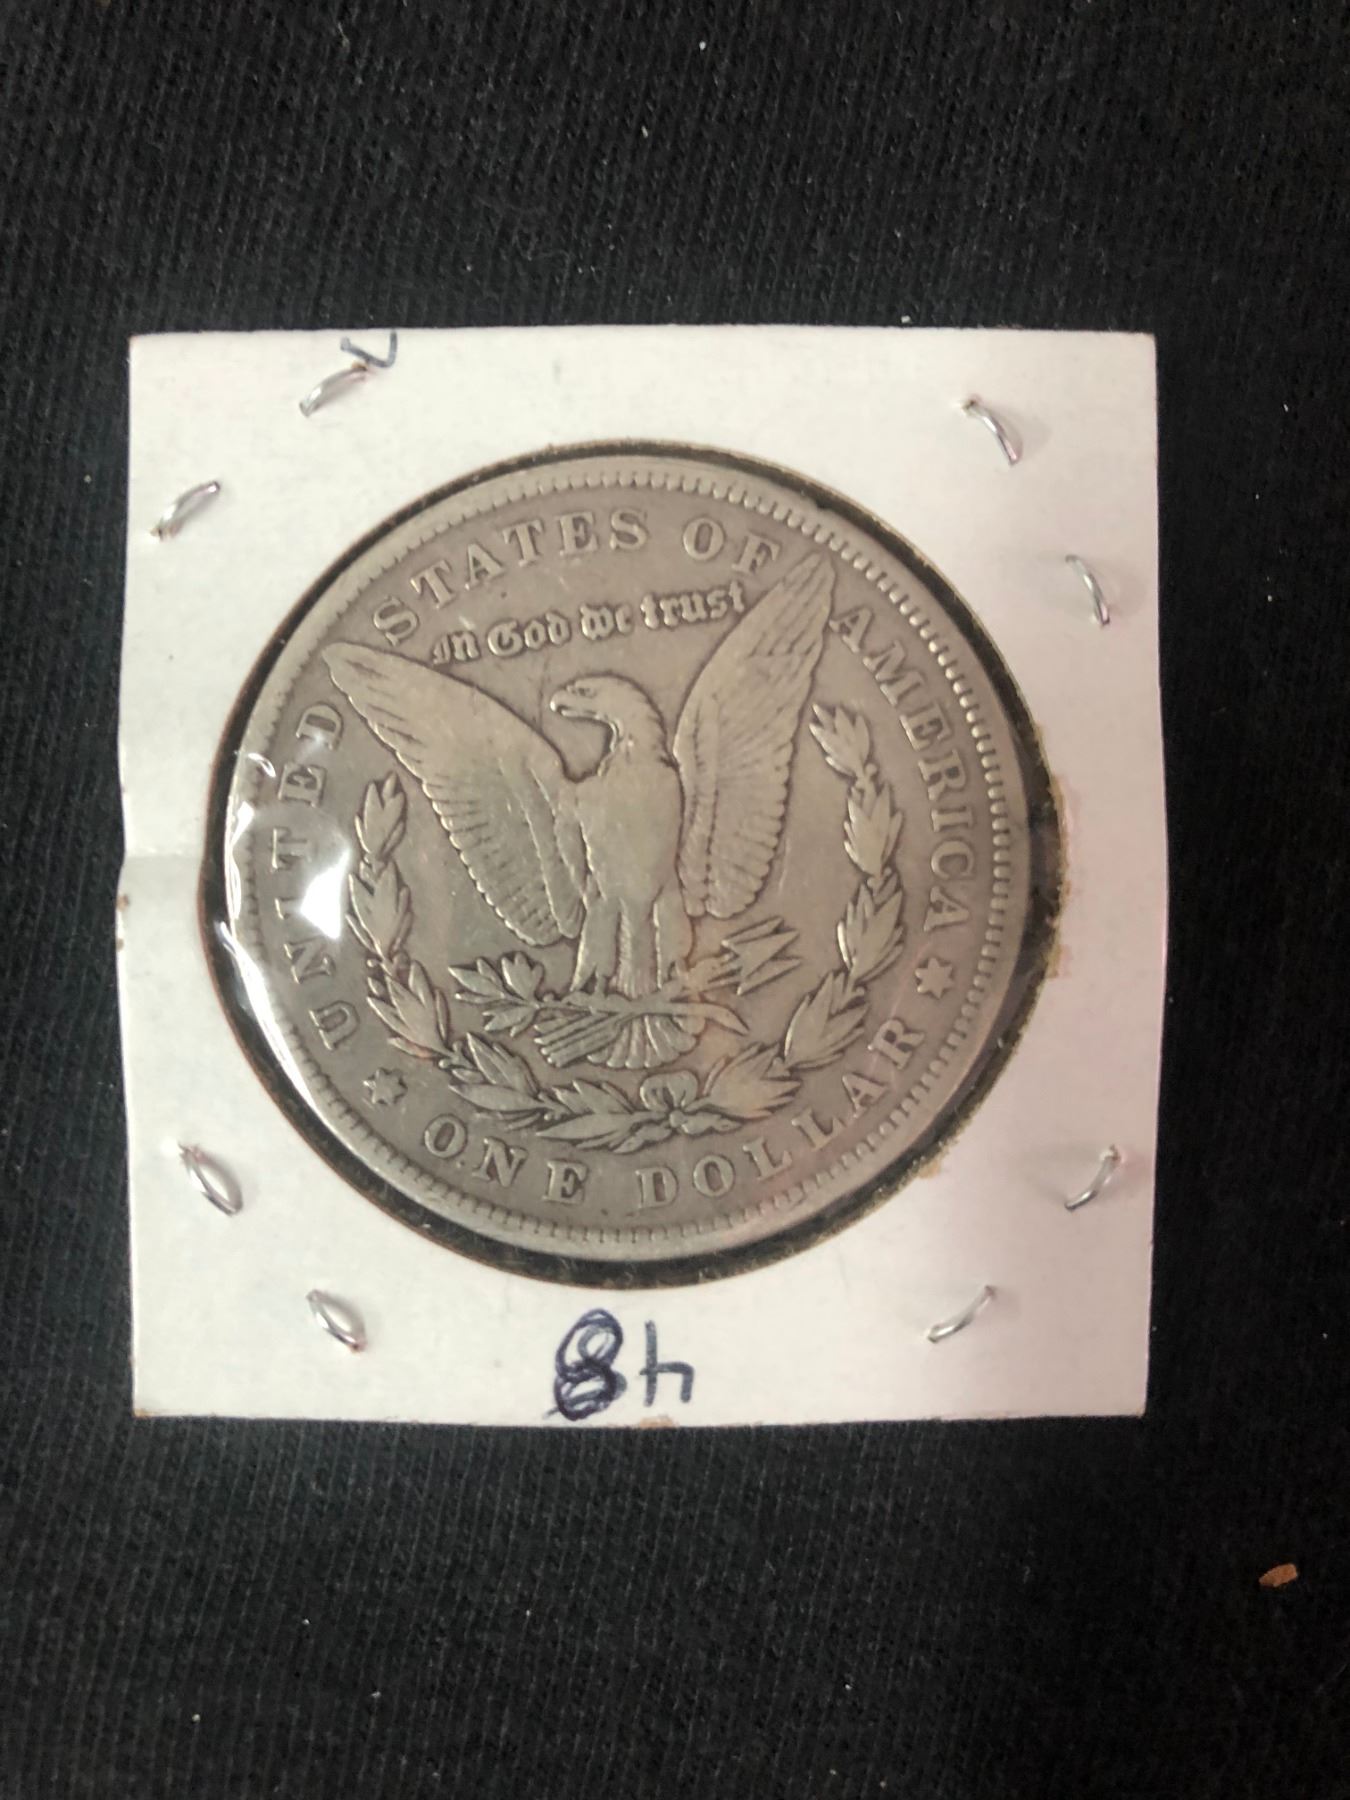 UNITED STATES OF AMERICA
In God we trust
ONE DOLLAR